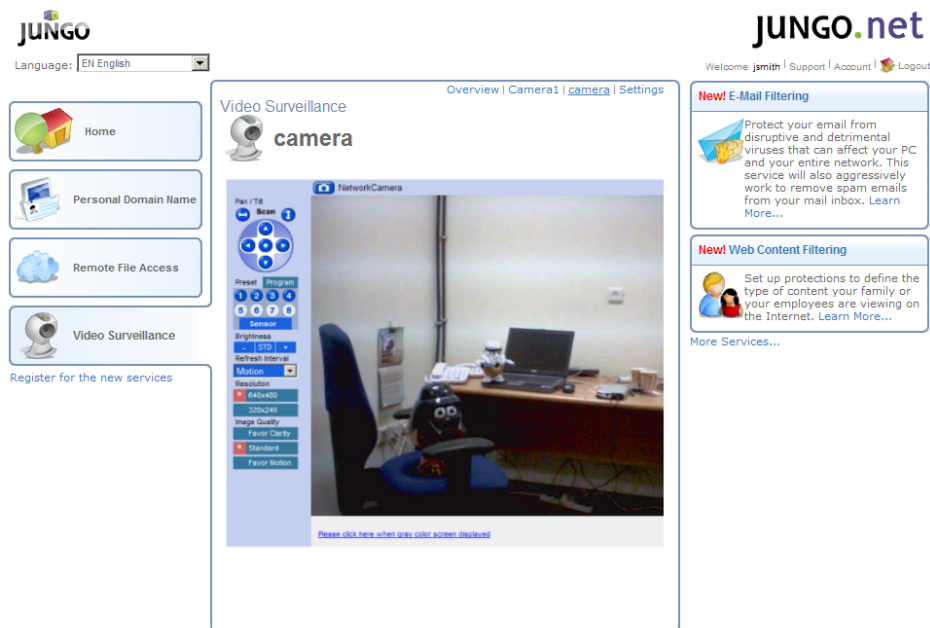 JUNGO
JUNGO.net
Language: EN English
Welcome jsmith | Support | Account | Logout
Home
Personal Domain Name
Remote File Access
Video Surveillance
Register for the new services
Overview | Camera1 | camera | Settings
Video Surveillance
camera
NetworkCamera
Pan / Tilt
Scan
Preset Program
1 2 3 4
5 6 7 8
Sensor
Brightness
- STD +
Refresh Interval
Motion
Resolution
* 640x480
320x240
Image Quality
Favor Clarity
* Standard
Favor Motion
Please click here when gray color screen displayed
New! E-Mail Filtering
Protect your email from
disruptive and detrimental
viruses that can affect your PC
and your entire network. This
service will also aggressively
work to remove spam emails
from your mail inbox. Learn
More...
New! Web Content Filtering
Set up protections to define the
type of content your family or
your employees are viewing on
the Internet. Learn More...
More Services...